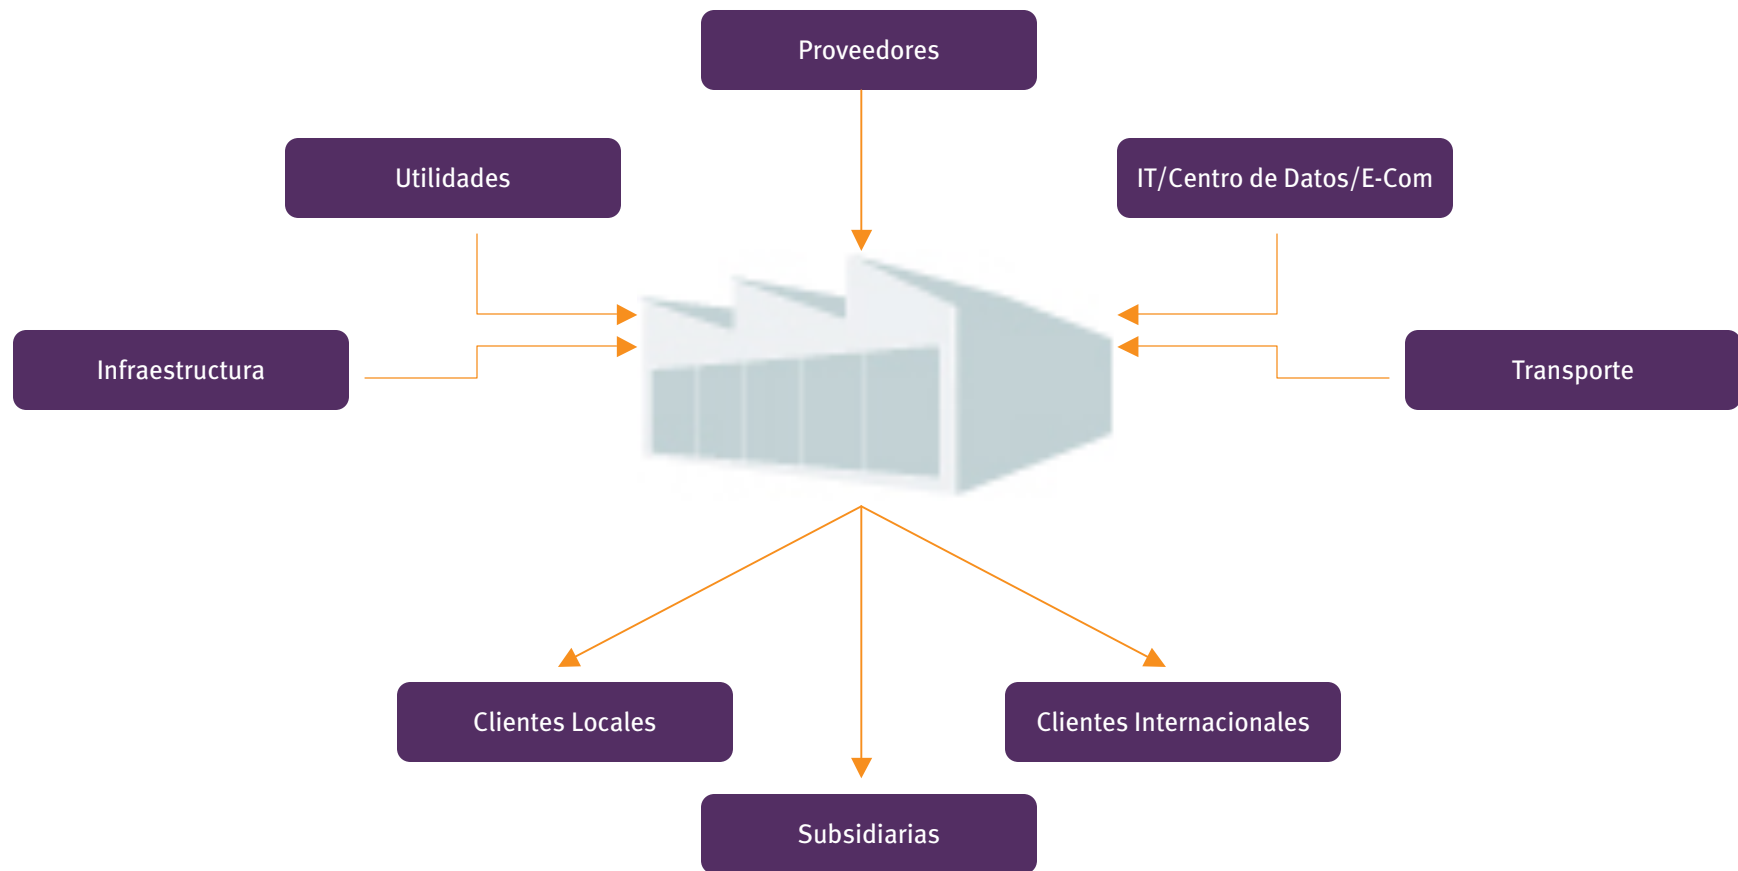 Proveedores
Utilidades
IT/Centro de Datos/E-Com
Infraestructura
Transporte
Clientes Locales
Clientes Internacionales
Subsidiarias